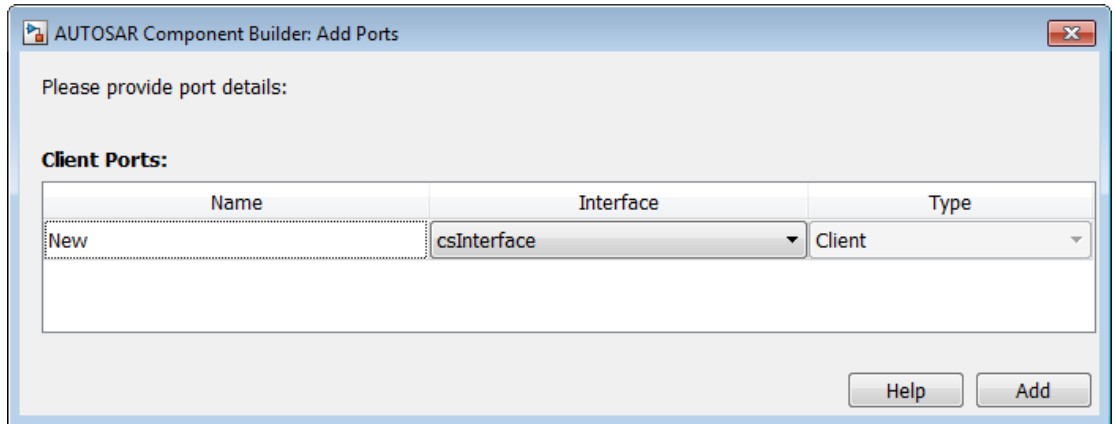 AUTOSAR Component Builder: Add Ports
Please provide port details:
Client Ports:
Name Interface Type
New csInterface Client
Help Add